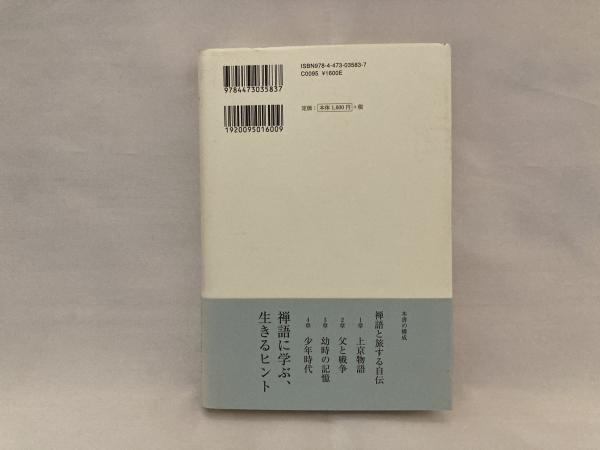 ISBN978-4-473-03583-7
C0095 ¥1600E
9784473035837
定価：本体1,600円+税
1920095016009
本書の構成
禅語と旅する自伝
1章 上京物語
2章 父と戦争
3章 幼時の記憶
4章 少年時代
禅語に学ぶ、
生きるヒント